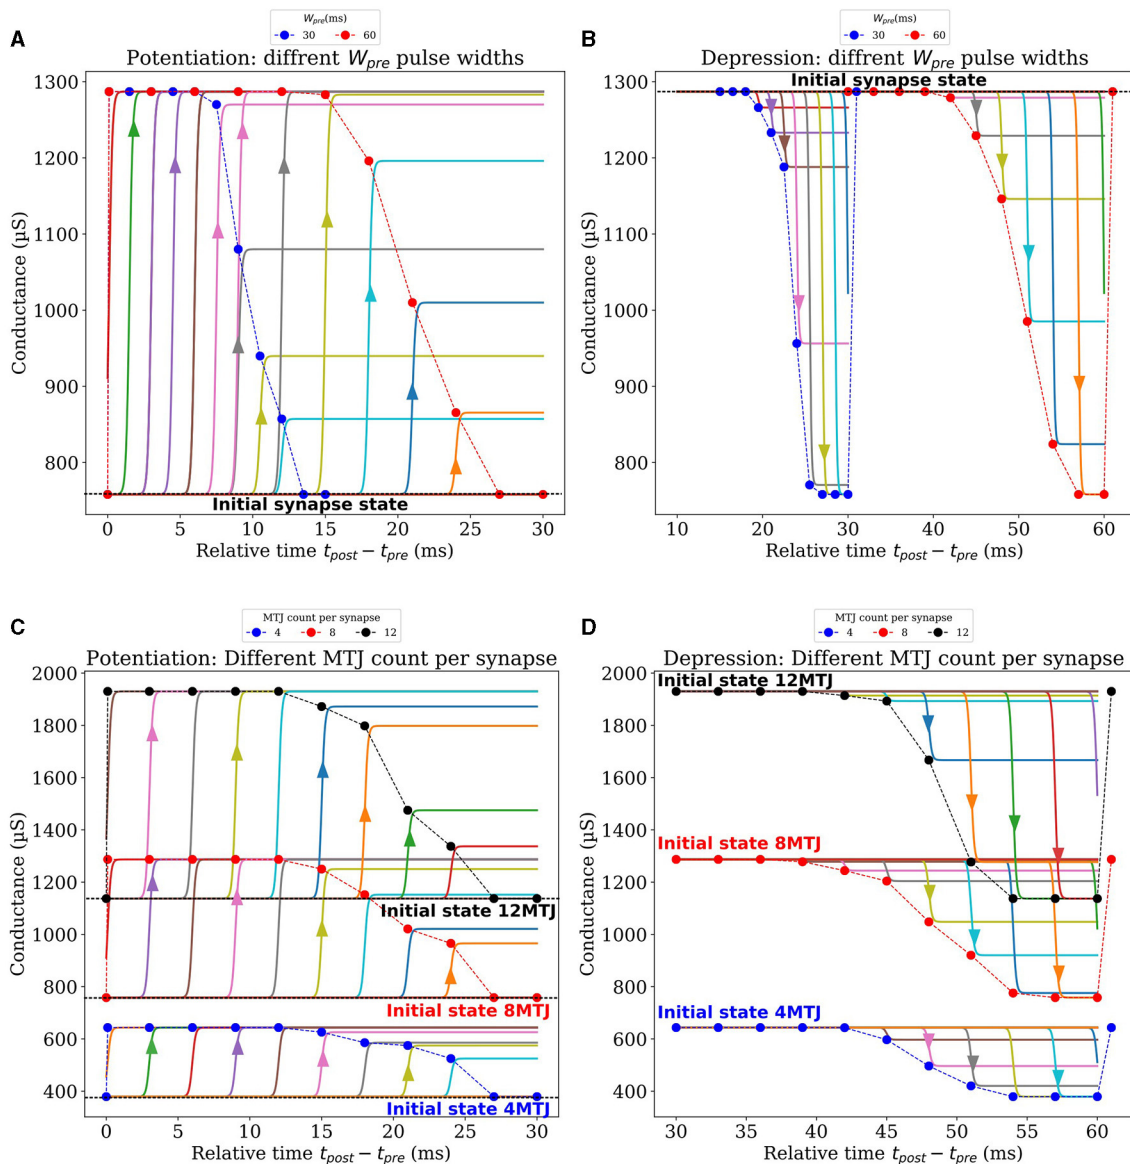 A
W_pre(ms)
30 60
Potentiation: diffrent W_pre pulse widths
1300
1200
1100
1000
900
800
Conductance (µS)
Initial synapse state
0 5 10 15 20 25 30
Relative time t_post − t_pre (ms)
B
W_pre(ms)
30 60
Depression: diffrent W_pre pulse widths
Initial synapse state
1300
1200
1100
1000
900
800
Conductance (µS)
10 20 30 40 50 60
Relative time t_post − t_pre (ms)
C
MTJ count per synapse
4 8 12
Potentiation: Different MTJ count per synapse
2000
1800
1600
1400
1200
1000
800
600
400
Conductance (µS)
Initial state 12MTJ
Initial state 8MTJ
Initial state 4MTJ
0 5 10 15 20 25 30
Relative time t_post − t_pre (ms)
D
MTJ count per synapse
4 8 12
Depression: Different MTJ count per synapse
Initial state 12MTJ
2000
1800
1600
1400
1200
1000
800
600
400
Conductance (µS)
Initial state 8MTJ
Initial state 4MTJ
30 35 40 45 50 55 60
Relative time t_post − t_pre (ms)